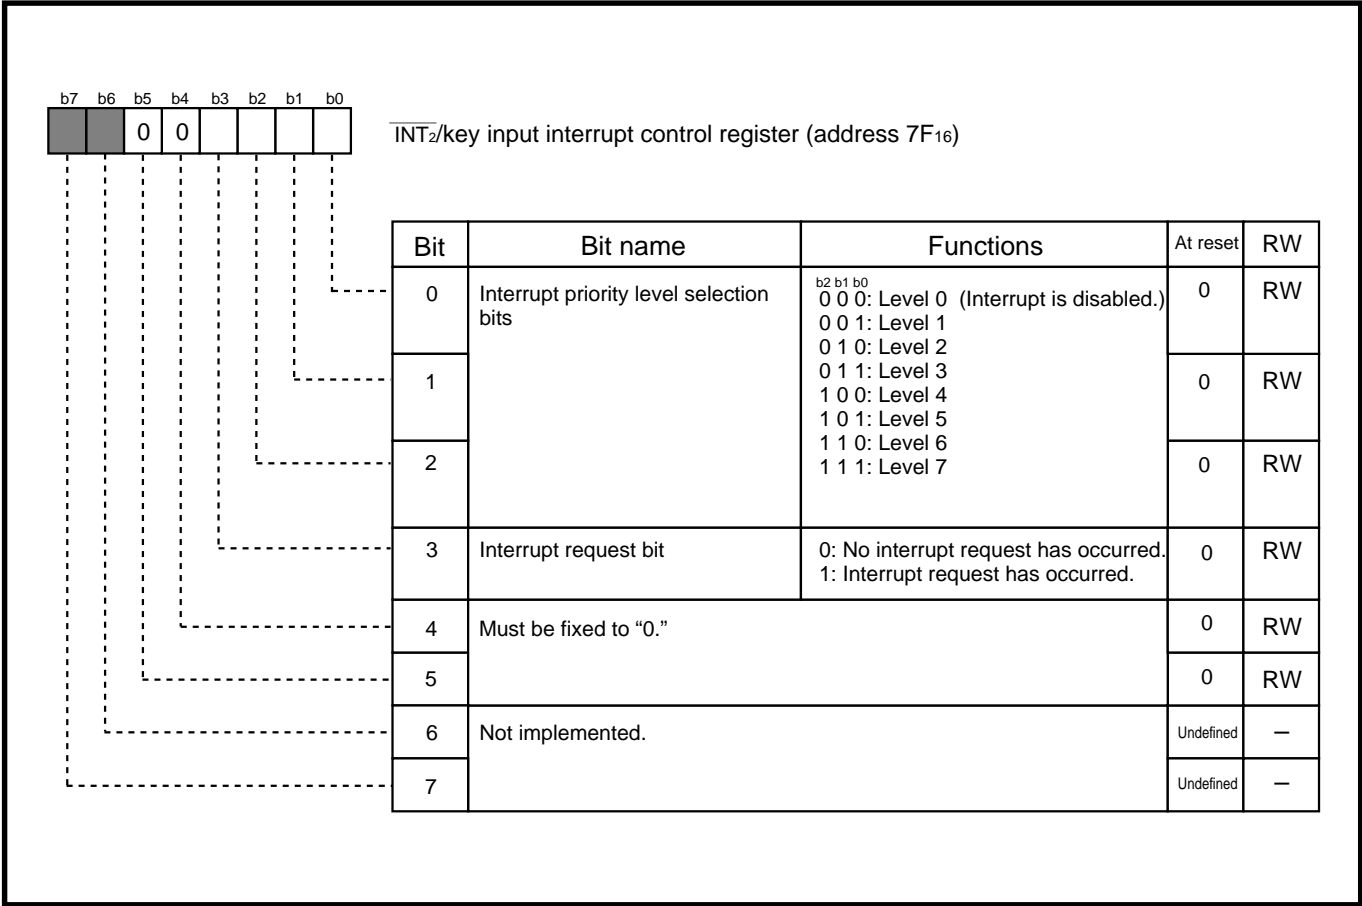 b7 b6 b5 b4 b3 b2 b1 b0
0 0
INT2/key input interrupt control register (address 7F16)
Bit Bit name Functions At reset RW
0 Interrupt priority level selection bits
b2 b1 b0
0 0 0: Level 0 (Interrupt is disabled.)
0 0 1: Level 1
0 1 0: Level 2
0 1 1: Level 3
1 0 0: Level 4
1 0 1: Level 5
1 1 0: Level 6
1 1 1: Level 7
0 RW
1 0 RW
2 0 RW
3 Interrupt request bit
0: No interrupt request has occurred.
1: Interrupt request has occurred.
0 RW
4 Must be fixed to “0.” 0 RW
5 0 RW
6 Not implemented. Undefined –
7 Undefined –